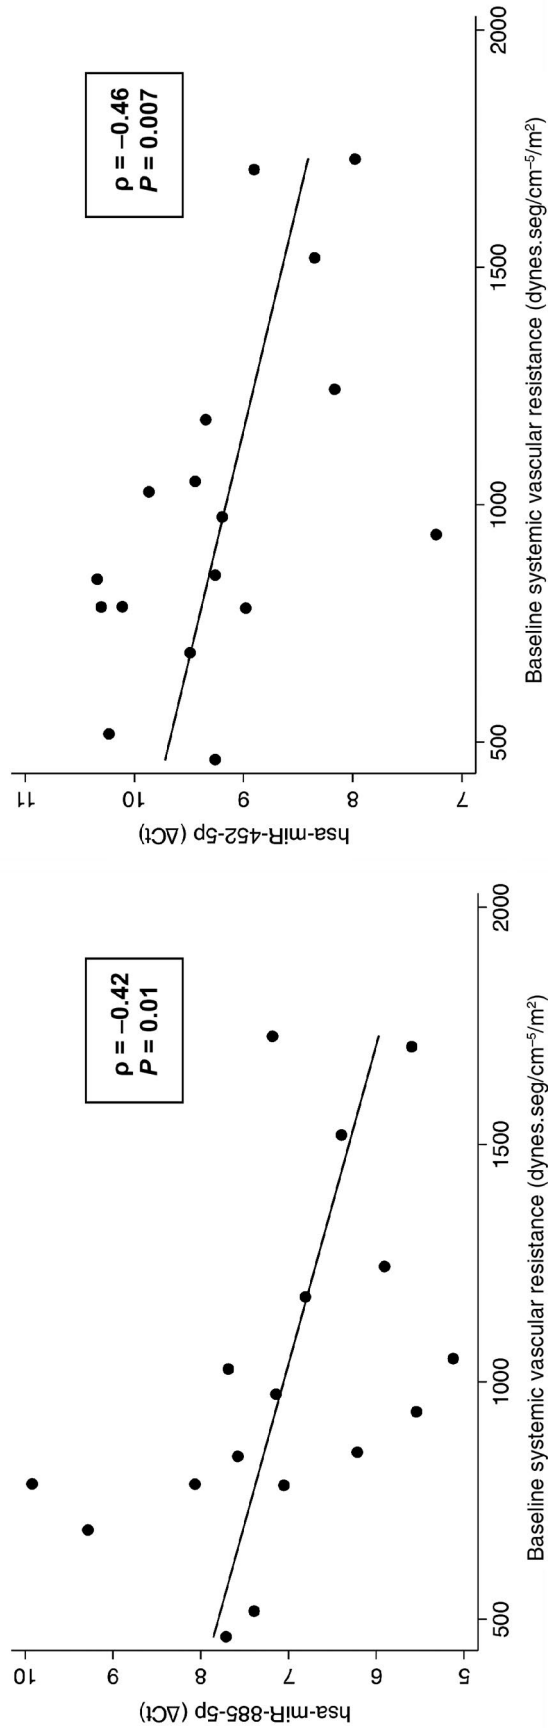 hsa-miR-885-5p (ΔCt)
10
9
8
7
6
5
500
1000
1500
2000
Baseline systemic vascular resistance (dynes.seg/cm⁻⁵/m²)
ρ = –0.42
P = 0.01
hsa-miR-452-5p (ΔCt)
11
10
9
8
7
500
1000
1500
2000
Baseline systemic vascular resistance (dynes.seg/cm⁻⁵/m²)
ρ = –0.46
P = 0.007